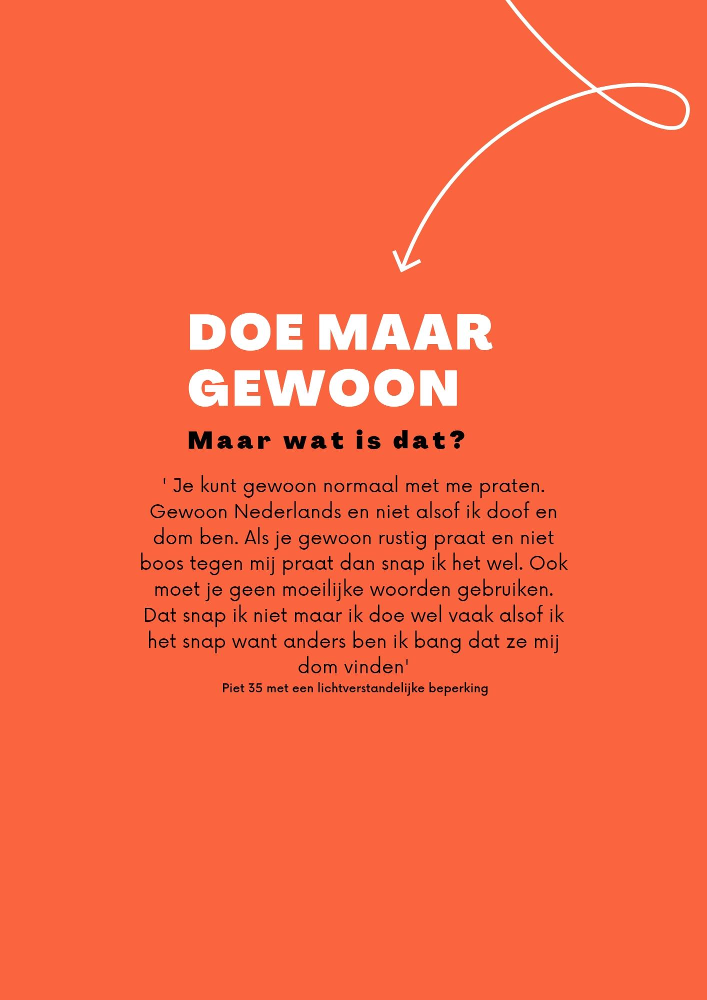 DOE MAAR
GEWOON
Maar wat is dat?
' Je kunt gewoon normaal met me praten.
Gewoon Nederlands en niet alsof ik doof en
dom ben. Als je gewoon rustig praat en niet
boos tegen mij praat dan snap ik het wel. Ook
moet je geen moeilijke woorden gebruiken.
Dat snap ik niet maar ik doe wel vaak alsof ik
het snap want anders ben ik bang dat ze mij
dom vinden'
Piet 35 met een lichtverstandelijke beperking